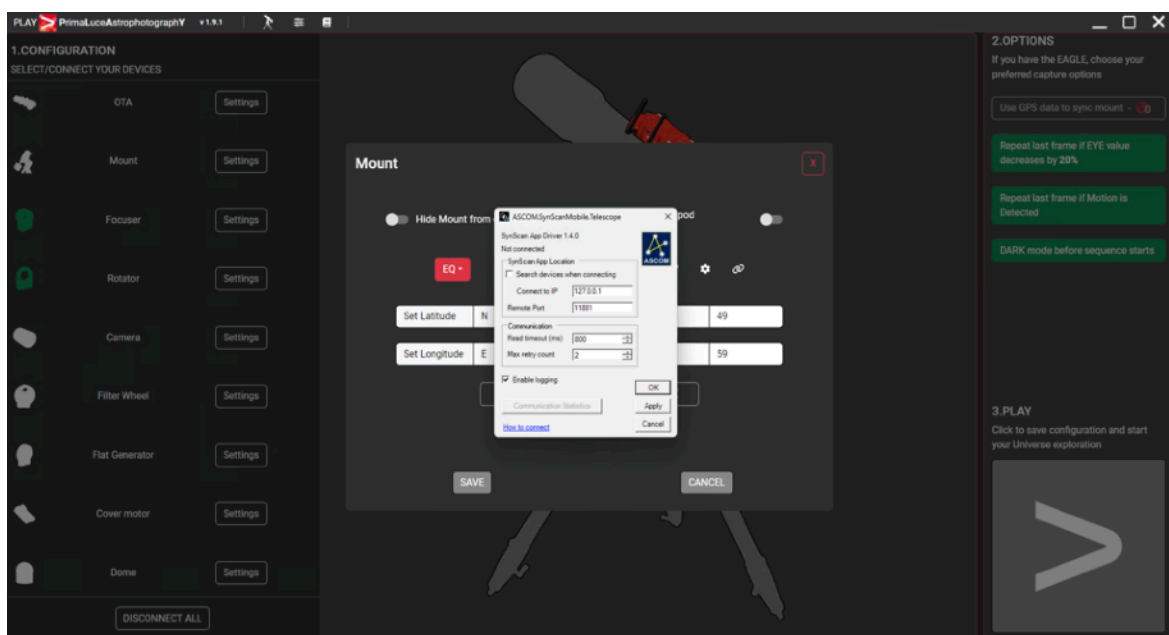 PLAY PrimaLuceAstrophotographY v1.9.1
1.CONFIGURATION
SELECT/CONNECT YOUR DEVICES
OTA Settings
Mount Settings
Focuser Settings
Rotator Settings
Camera Settings
Filter Wheel Settings
Flat Generator Settings
Cover motor Settings
Dome Settings
DISCONNECT ALL
Mount X
Hide Mount from
pod
EQ
Set Latitude N 49
Set Longitude E 59
SAVE CANCEL
ASCOM.SynScanMobile.Telescope
SynScan App Driver 1.4.0
Not connected
ASCOM
SynScan App Location
Search devices when connecting
Connect to IP 127.0.0.1
Remote Port 11881
Communication
Read timeout (ms) 800
Max retry count 2
Enable logging
OK
Communication Statistics Apply
How to connect Cancel
2.OPTIONS
If you have the EAGLE, choose your
preferred capture options
Use GPS data to sync mount -
Repeat last frame if EYE value
decreases by 20%
Repeat last frame if Motion is
Detected
DARK mode before sequence starts
3.PLAY
Click to save configuration and start
your Universe exploration